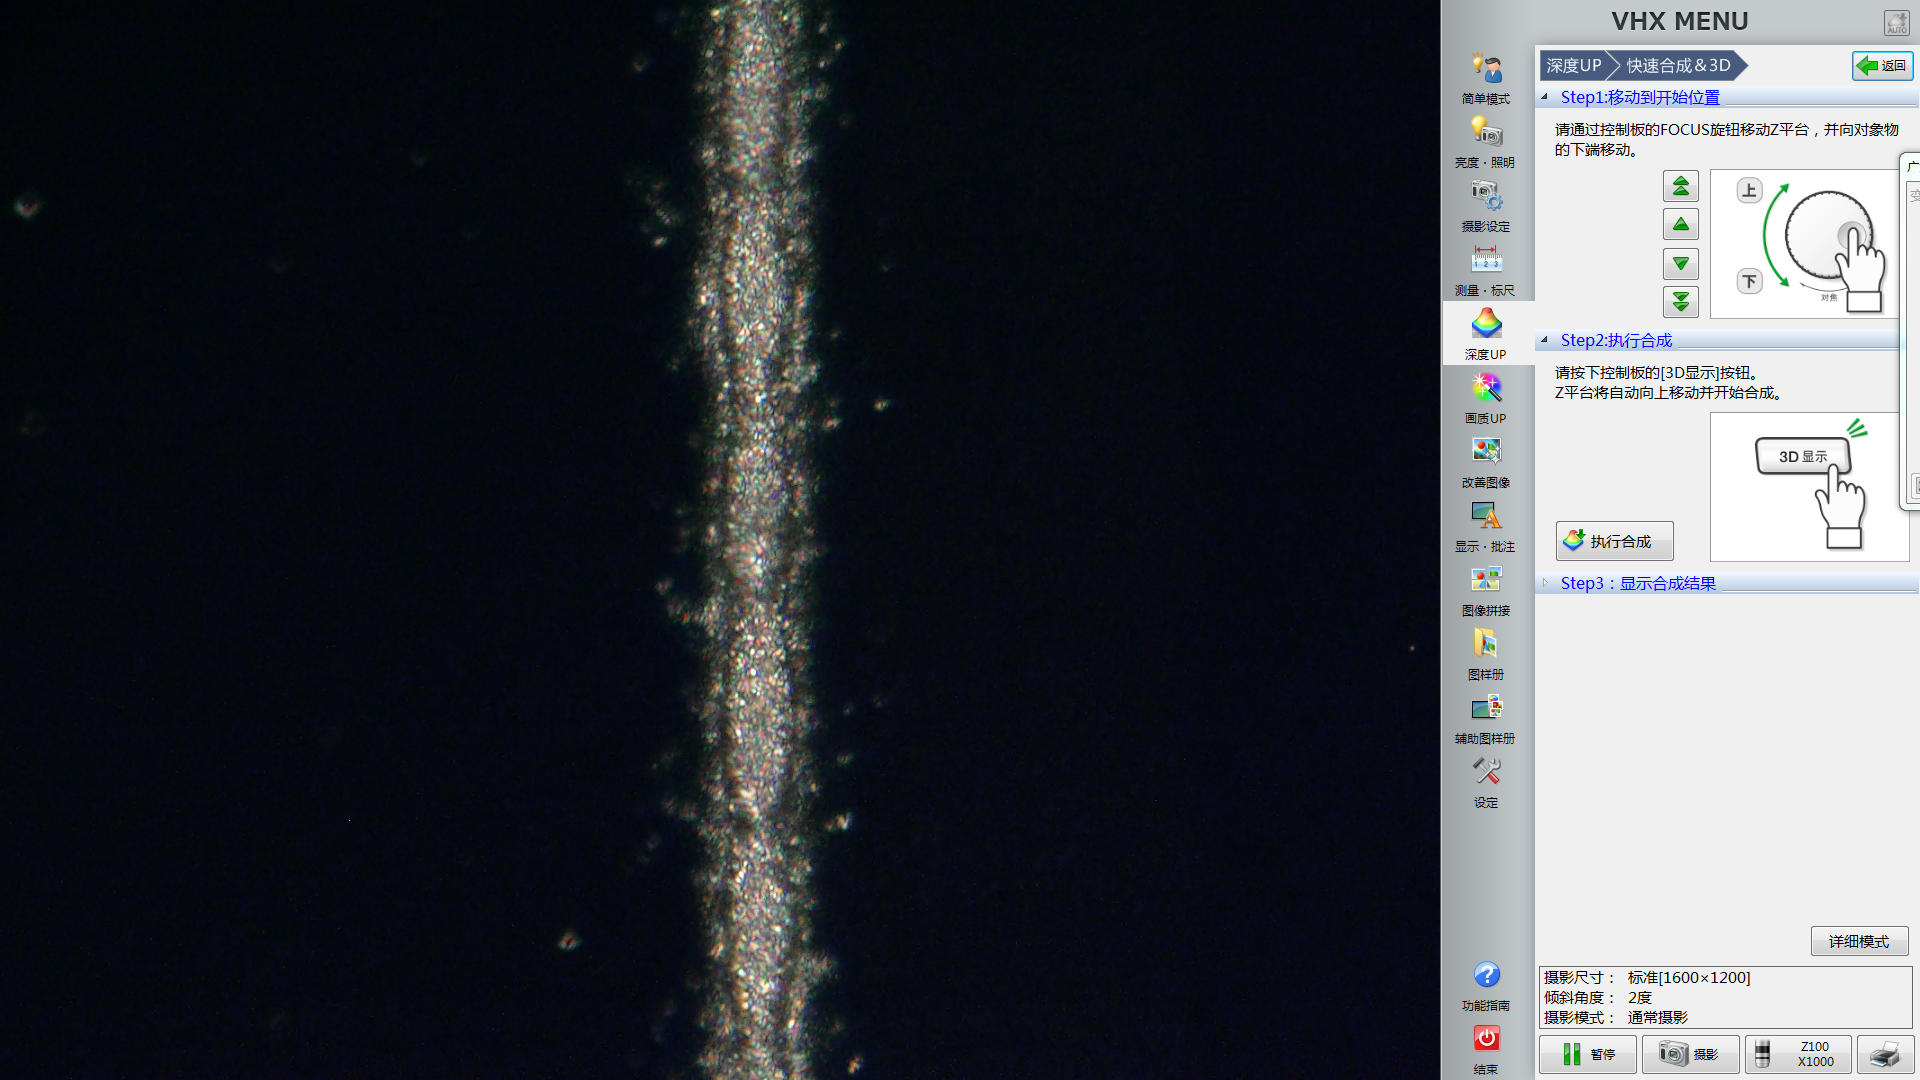 VHX MENU
AUTO
深度UP
快速合成＆3D
返回
Step1:移动到开始位置
请通过控制板的FOCUS旋钮移动Z平台，并向对象物
的下端移动。
上
下
对焦
Step2:执行合成
请按下控制板的[3D显示]按钮。
Z平台将自动向上移动并开始合成。
3D 显示
执行合成
Step3：显示合成结果
简单模式
亮度・照明
摄影设定
1 2 3
测量・标尺
深度UP
画质UP
改善图像
显示・批注
图像拼接
图样册
辅助图样册
设定
功能指南
结束
详细模式
摄影尺寸： 标准[1600×1200]
倾斜角度： 2度
摄影模式： 通常摄影
暂停
摄影
Z100
X1000